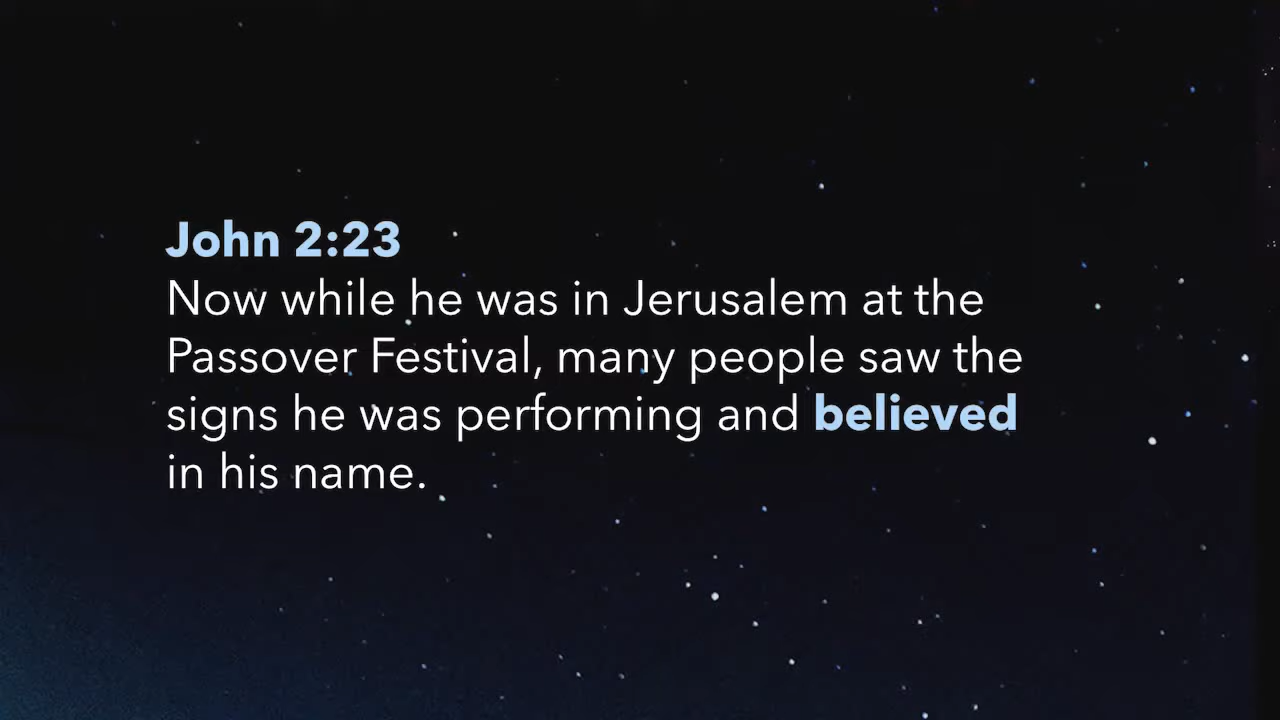 John 2:23
Now while he was in Jerusalem at the
Passover Festival, many people saw the
signs he was performing and believed
in his name.